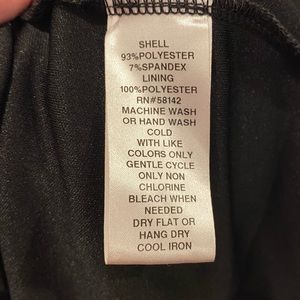 SHELL
93%POLYESTER
7%SPANDEX
LINING
100%POLYESTER
RN#58142
MACHINE WASH
OR HAND WASH
COLD
WITH LIKE
COLORS ONLY
GENTLE CYCLE
ONLY NON
CHLORINE
BLEACH WHEN
NEEDED
DRY FLAT OR
HANG DRY
COOL IRON